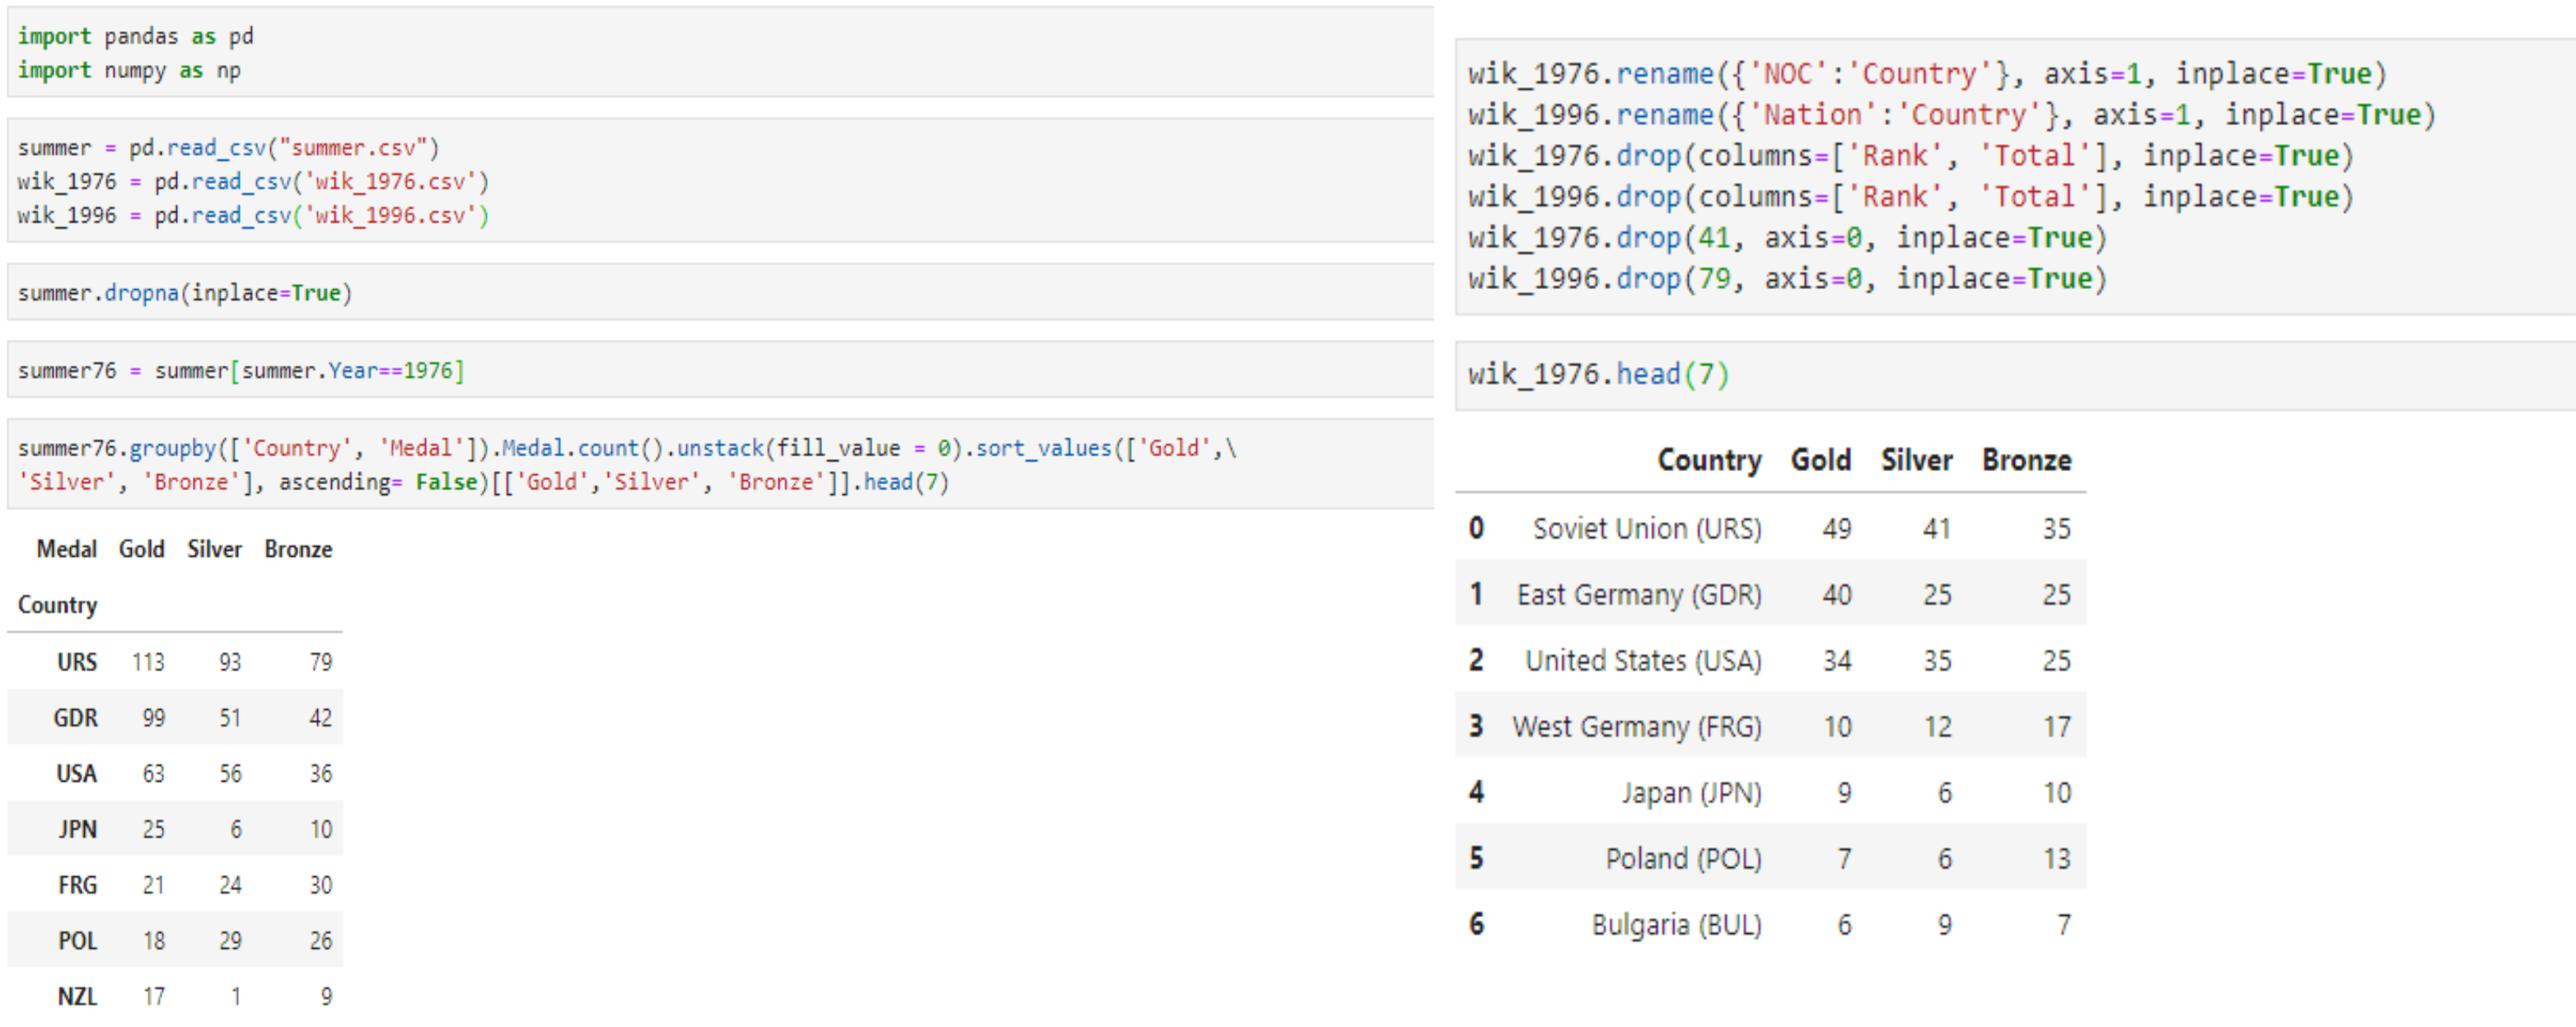 import pandas as pd
import numpy as np
summer = pd.read_csv("summer.csv")
wik_1976 = pd.read_csv('wik_1976.csv')
wik_1996 = pd.read_csv('wik_1996.csv')
summer.dropna(inplace=True)
summer76 = summer[summer.Year==1976]
summer76.groupby(['Country', 'Medal']).Medal.count().unstack(fill_value = 0).sort_values(['Gold',\
'Silver', 'Bronze'], ascending= False)[['Gold','Silver', 'Bronze']].head(7)
Medal Gold Silver Bronze
Country
URS 113 93 79
GDR 99 51 42
USA 63 56 36
JPN 25 6 10
FRG 21 24 30
POL 18 29 26
NZL 17 1 9
wik_1976.rename({'NOC':'Country'}, axis=1, inplace=True)
wik_1996.rename({'Nation':'Country'}, axis=1, inplace=True)
wik_1976.drop(columns=['Rank', 'Total'], inplace=True)
wik_1996.drop(columns=['Rank', 'Total'], inplace=True)
wik_1976.drop(41, axis=0, inplace=True)
wik_1996.drop(79, axis=0, inplace=True)
wik_1976.head(7)
Country Gold Silver Bronze
0 Soviet Union (URS) 49 41 35
1 East Germany (GDR) 40 25 25
2 United States (USA) 34 35 25
3 West Germany (FRG) 10 12 17
4 Japan (JPN) 9 6 10
5 Poland (POL) 7 6 13
6 Bulgaria (BUL) 6 9 7